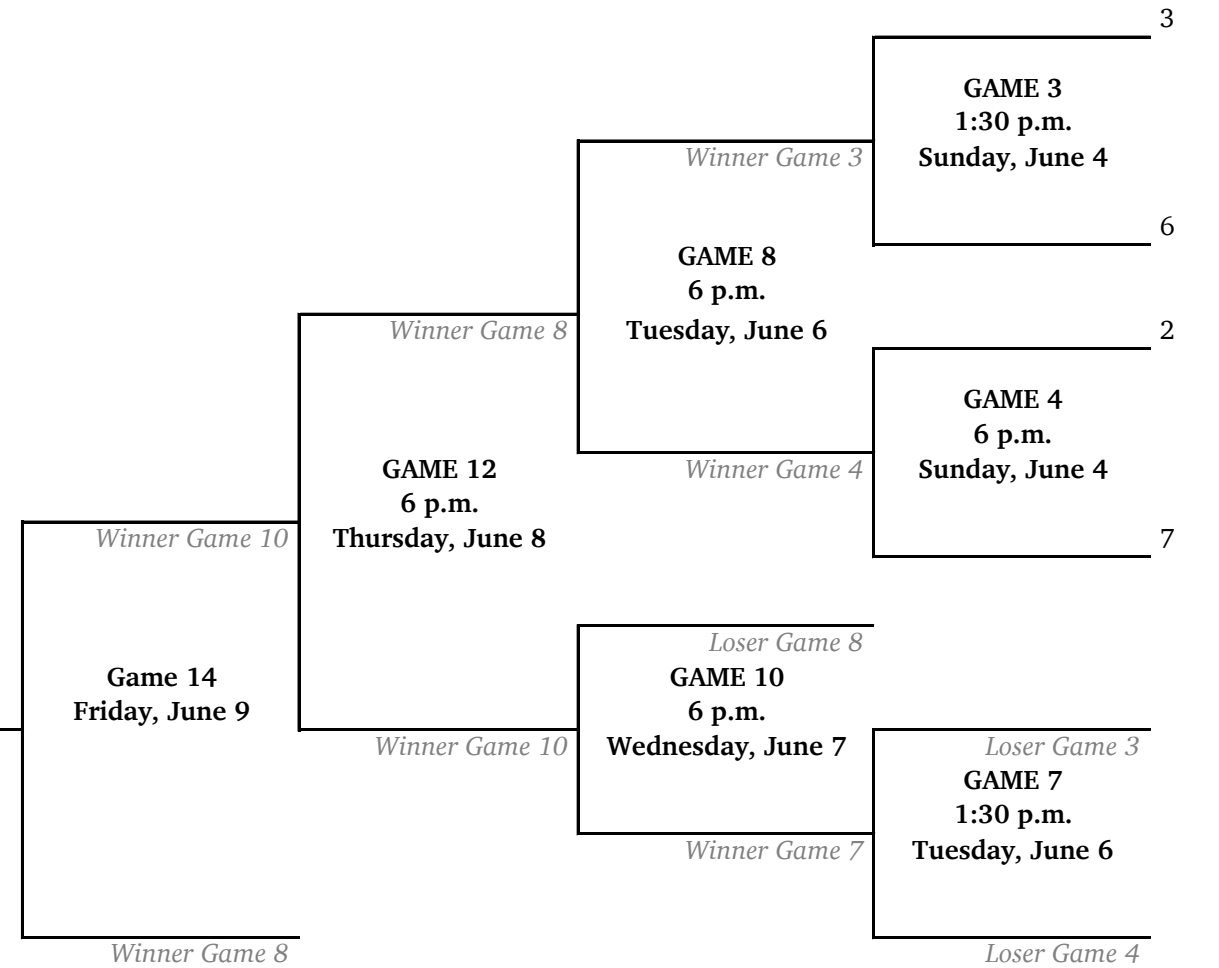 3
GAME 3
1:30 p.m.
Winner Game 3
Sunday, June 4
6
GAME 8
6 p.m.
Winner Game 8
Tuesday, June 6
2
GAME 4
6 p.m.
GAME 12
Winner Game 4
Sunday, June 4
6 p.m.
Winner Game 10
Thursday, June 8
7
Loser Game 8
Game 14
GAME 10
Friday, June 9
6 p.m.
Winner Game 10
Wednesday, June 7
Loser Game 3
GAME 7
1:30 p.m.
Winner Game 7
Tuesday, June 6
Winner Game 8
Loser Game 4